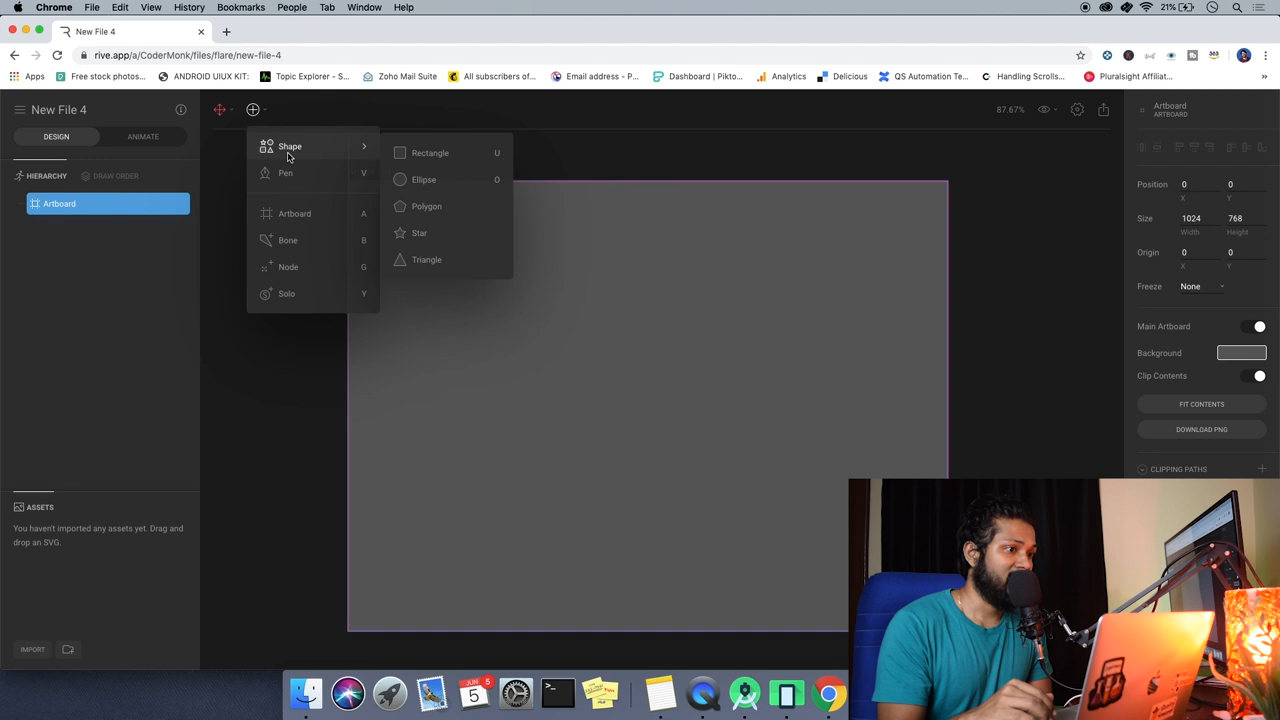 Chrome File Edit View History Bookmarks People Tab Window Help 21%
New File 4
rive.app/a/CoderMonk/files/flare/new-file-4
Apps Free stock photos... ANDROID UIUX KIT: Topic Explorer - S... Zoho Mail Suite All subscribers of... Email address - P... Dashboard | Pikto... Analytics Delicious QS Automation Te... Handling Scrolls... Pluralsight Affiliat...
New File 4
87.67%
Artboard
ARTBOARD
DESIGN ANIMATE
HIERARCHY DRAW ORDER
Artboard
Shape
Pen V
Artboard A
Bone B
Node G
Solo Y
Rectangle U
Ellipse O
Polygon
Star
Triangle
Position 0 0
X Y
Size 1024 768
Width Height
Origin 0 0
X Y
Freeze None
Main Artboard
Background
Clip Contents
FIT CONTENTS
DOWNLOAD PNG
CLIPPING PATHS
ASSETS
You haven't imported any assets yet. Drag and
drop an SVG.
IMPORT
JUN
5
5